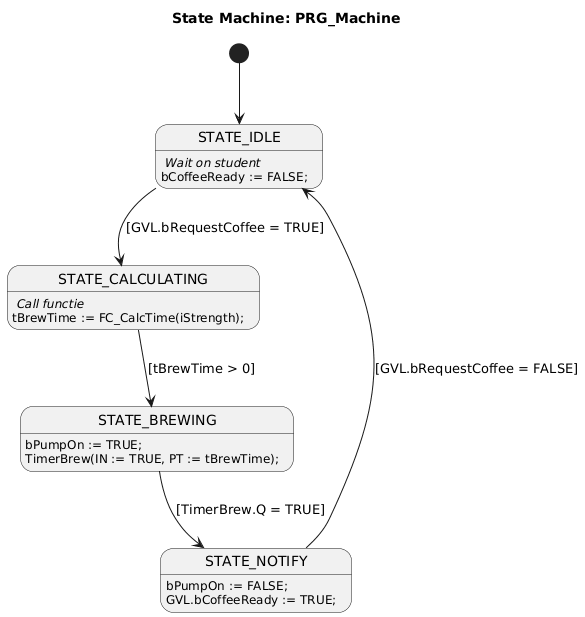 State Machine: PRG_Machine
STATE_IDLE
Wait on student
bCoffeeReady := FALSE;
[GVL.bRequestCoffee = TRUE]
STATE_CALCULATING
Call functie
tBrewTime := FC_CalcTime(iStrength);
[tBrewTime > 0]
[GVL.bRequestCoffee = FALSE]
STATE_BREWING
bPumpOn := TRUE;
TimerBrew(IN := TRUE, PT := tBrewTime);
[TimerBrew.Q = TRUE]
STATE_NOTIFY
bPumpOn := FALSE;
GVL.bCoffeeReady := TRUE;